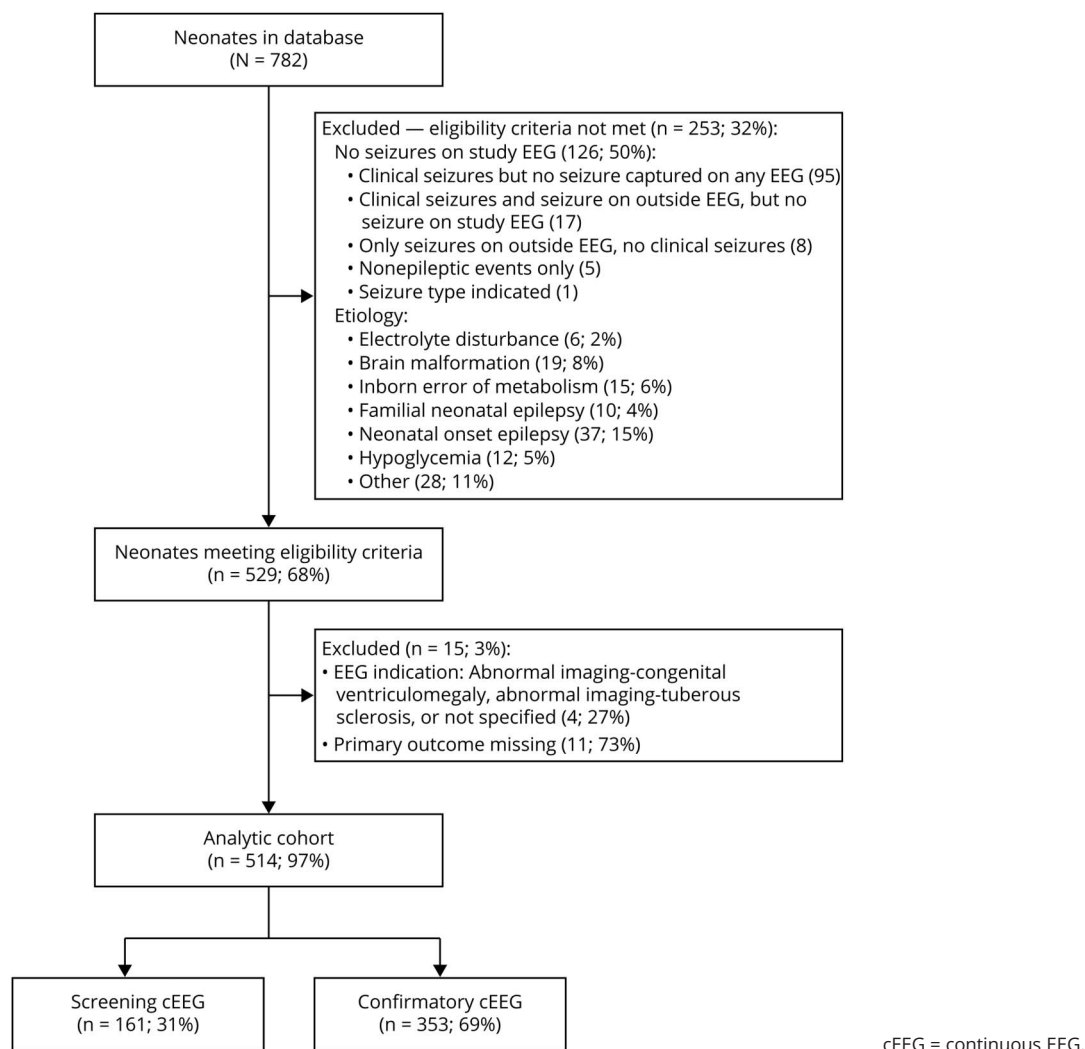 Neonates in database
(N = 782)
Excluded — eligibility criteria not met (n = 253; 32%):
No seizures on study EEG (126; 50%):
• Clinical seizures but no seizure captured on any EEG (95)
• Clinical seizures and seizure on outside EEG, but no
seizure on study EEG (17)
• Only seizures on outside EEG, no clinical seizures (8)
• Nonepileptic events only (5)
• Seizure type indicated (1)
Etiology:
• Electrolyte disturbance (6; 2%)
• Brain malformation (19; 8%)
• Inborn error of metabolism (15; 6%)
• Familial neonatal epilepsy (10; 4%)
• Neonatal onset epilepsy (37; 15%)
• Hypoglycemia (12; 5%)
• Other (28; 11%)
Neonates meeting eligibility criteria
(n = 529; 68%)
Excluded (n = 15; 3%):
• EEG indication: Abnormal imaging-congenital
ventriculomegaly, abnormal imaging-tuberous
sclerosis, or not specified (4; 27%)
• Primary outcome missing (11; 73%)
Analytic cohort
(n = 514; 97%)
Screening cEEG
(n = 161; 31%)
Confirmatory cEEG
(n = 353; 69%)
cEEG = continuous EEG